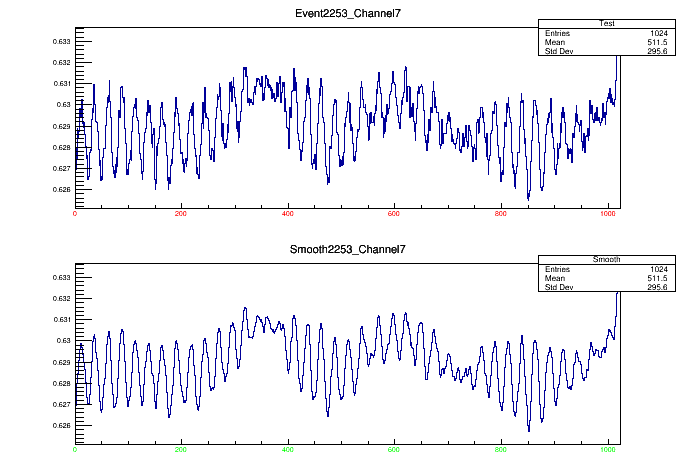 Event2253_Channel7
Test
Entries 1024
Mean 511.5
Std Dev 295.6
0.633
0.632
0.631
0.63
0.629
0.628
0.627
0.626
0 200 400 600 800 1000
Smooth2253_Channel7
Smooth
Entries 1024
Mean 511.5
Std Dev 295.6
0.633
0.632
0.631
0.63
0.629
0.628
0.627
0.626
0 200 400 600 800 1000